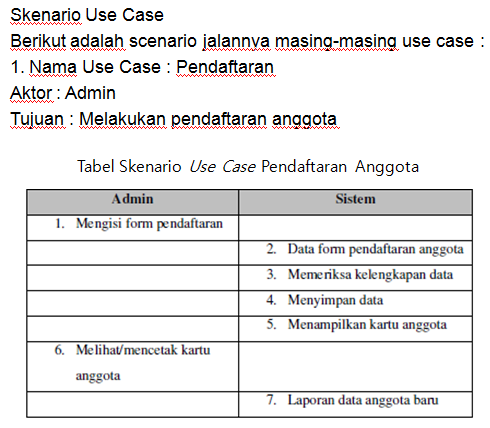 Skenario Use Case
Berikut adalah scenario jalannya masing-masing use case :
1. Nama Use Case : Pendaftaran
Aktor : Admin
Tujuan : Melakukan pendaftaran anggota
Tabel Skenario Use Case Pendaftaran Anggota
Admin Sistem
1. Mengisi form pendaftaran
2. Data form pendaftaran anggota
3. Memeriksa kelengkapan data
4. Menyimpan data
5. Menampilkan kartu anggota
6. Melihat/mencetak kartu
anggota
7. Laporan data anggota baru